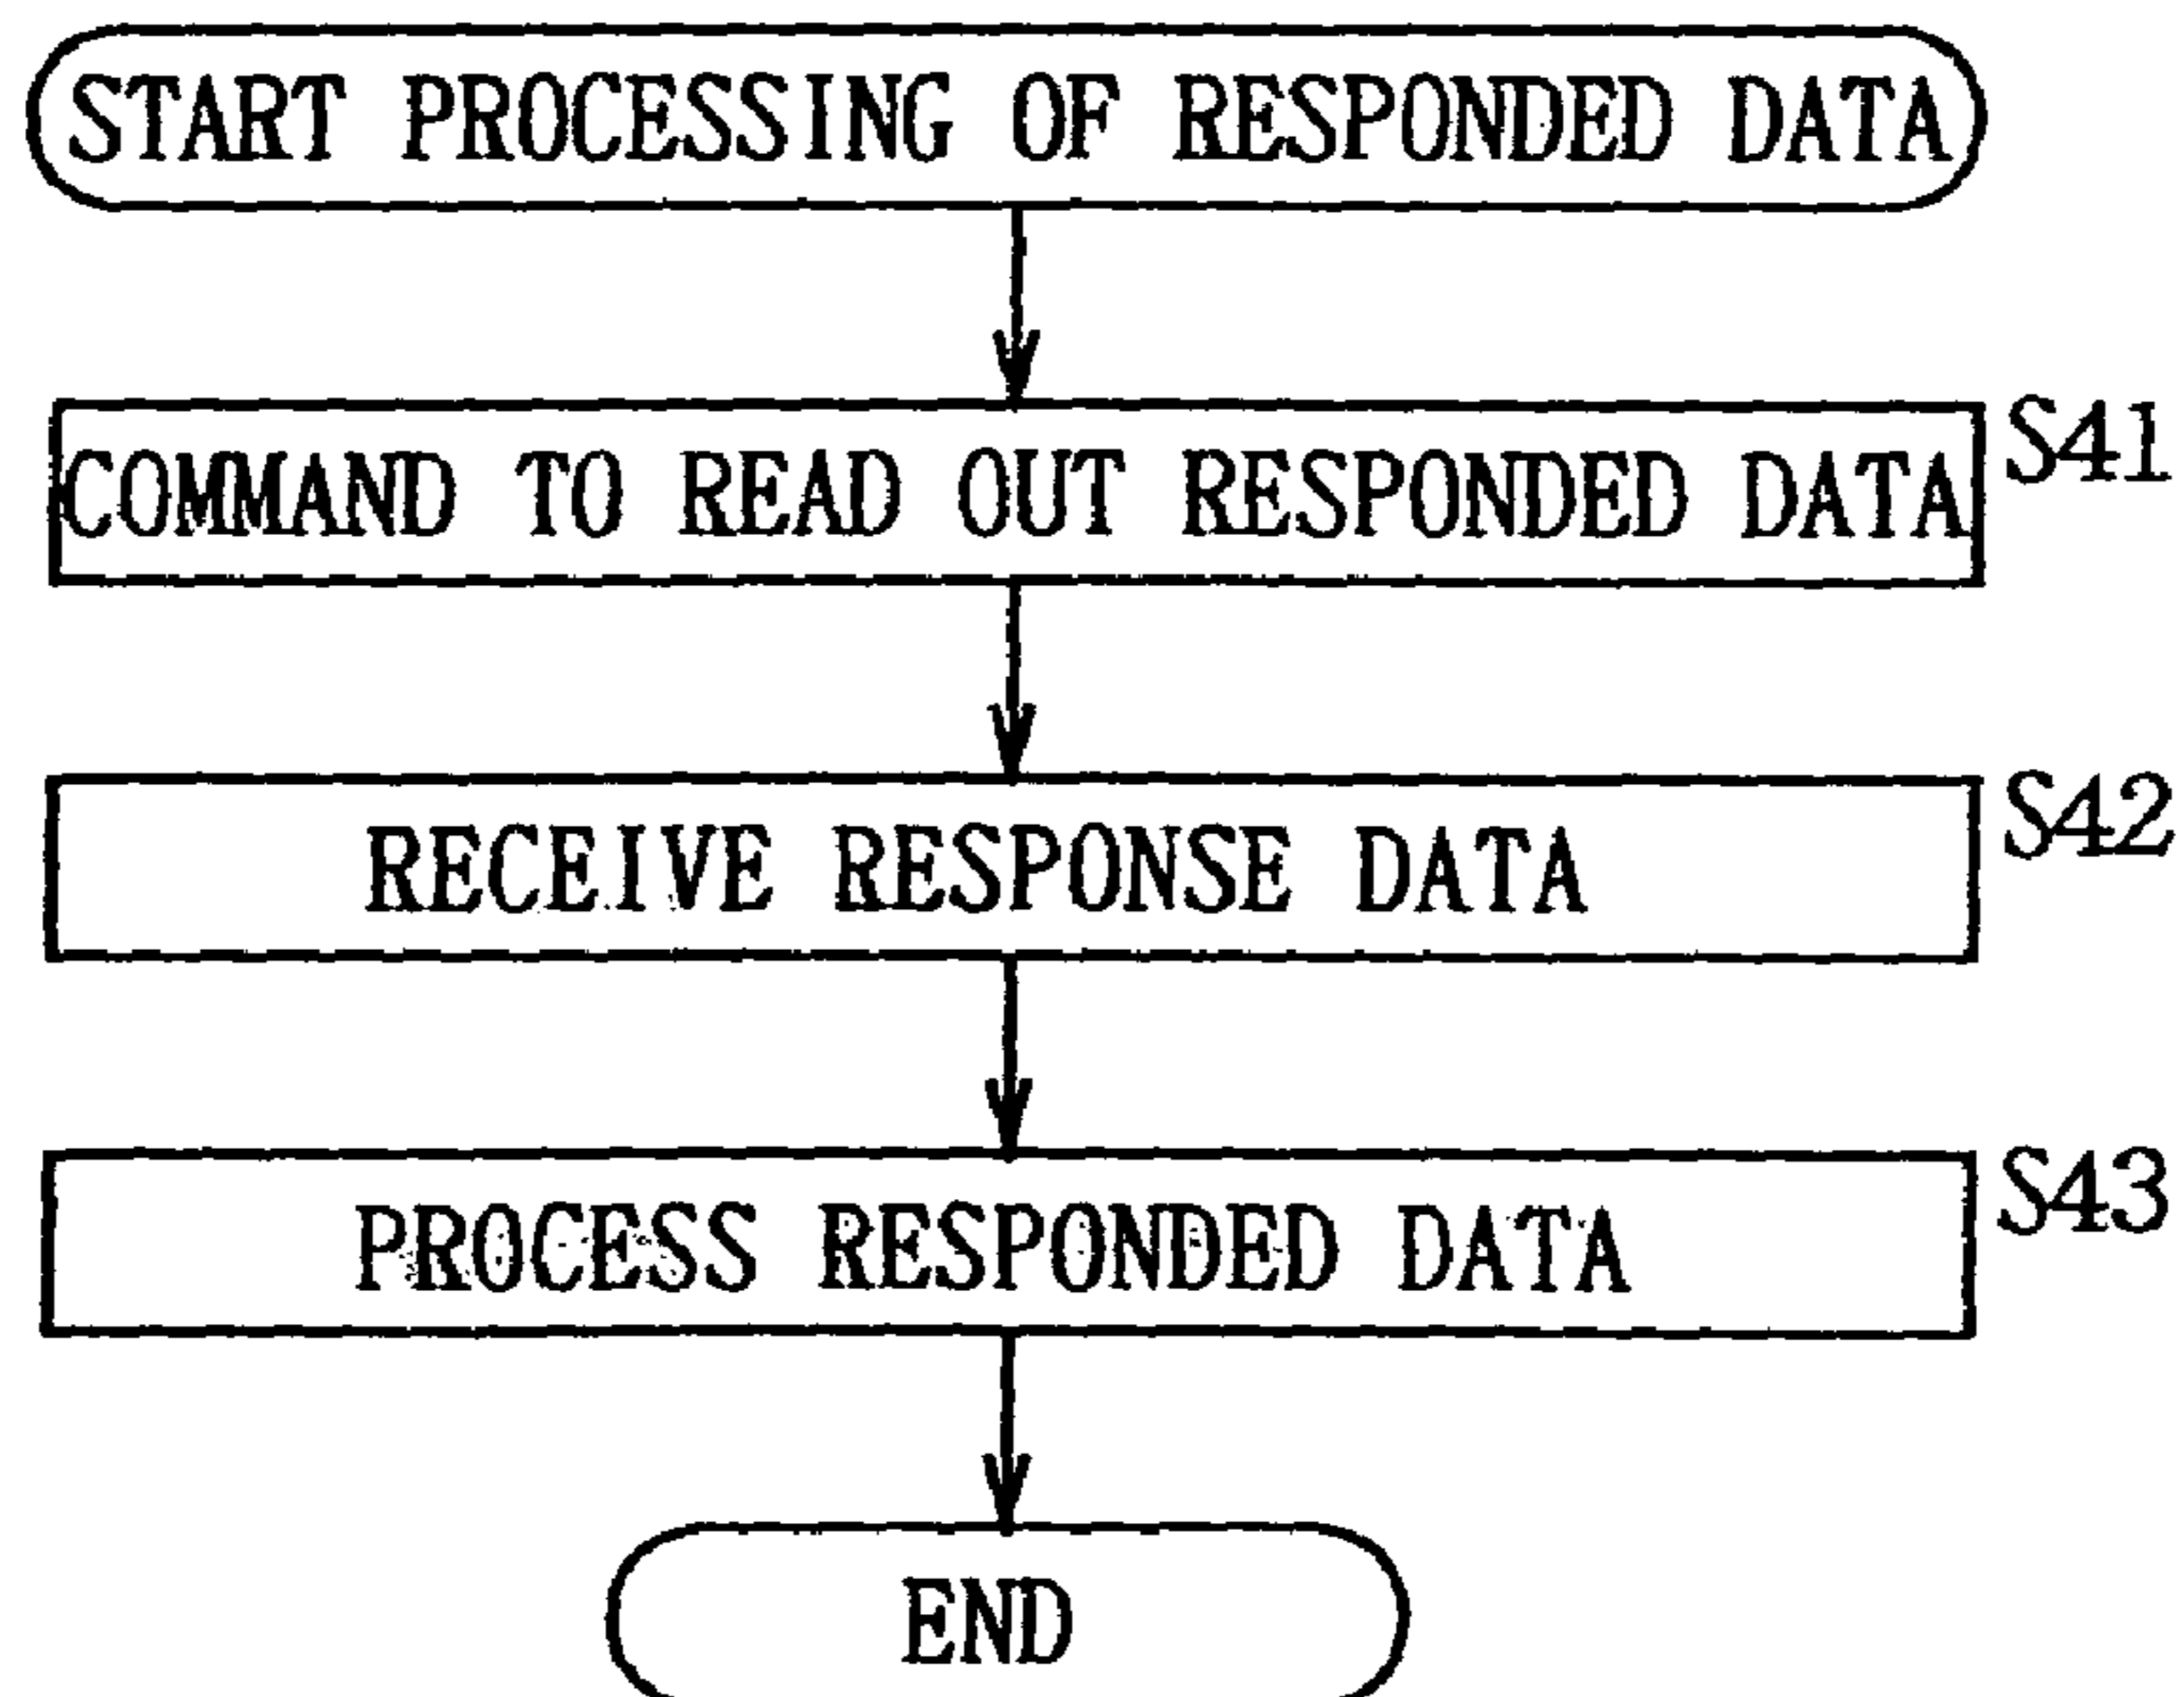 START PROCESSING OF RESPONDED DATA
COMMAND TO READ OUT RESPONDED DATA
S41
RECEIVE RESPONSE DATA
S42
PROCESS RESPONDED DATA
S43
END